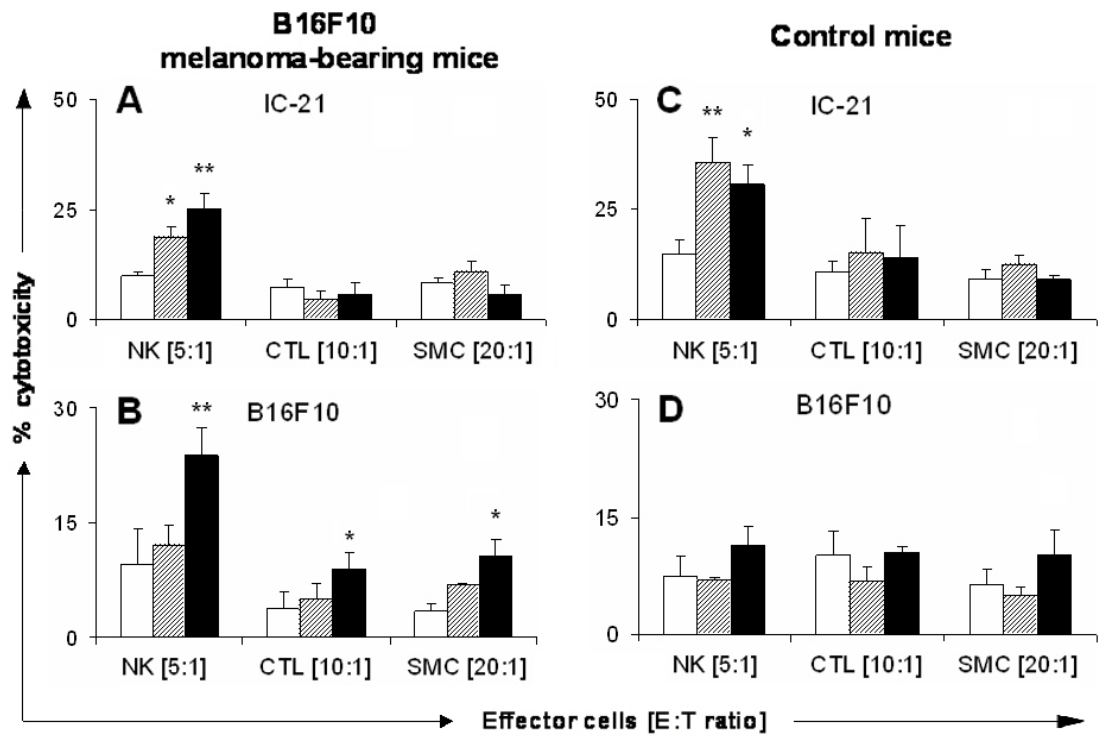 B16F10
melanoma-bearing mice
Control mice
A
IC-21
50
25
0
*
**
NK [5:1]
CTL [10:1]
SMC [20:1]
C
IC-21
50
25
0
**
*
NK [5:1]
CTL [10:1]
SMC [20:1]
% cytotoxicity
B
B16F10
30
15
0
**
*
*
NK [5:1]
CTL [10:1]
SMC [20:1]
D
B16F10
30
15
0
NK [5:1]
CTL [10:1]
SMC [20:1]
Effector cells [E:T ratio]